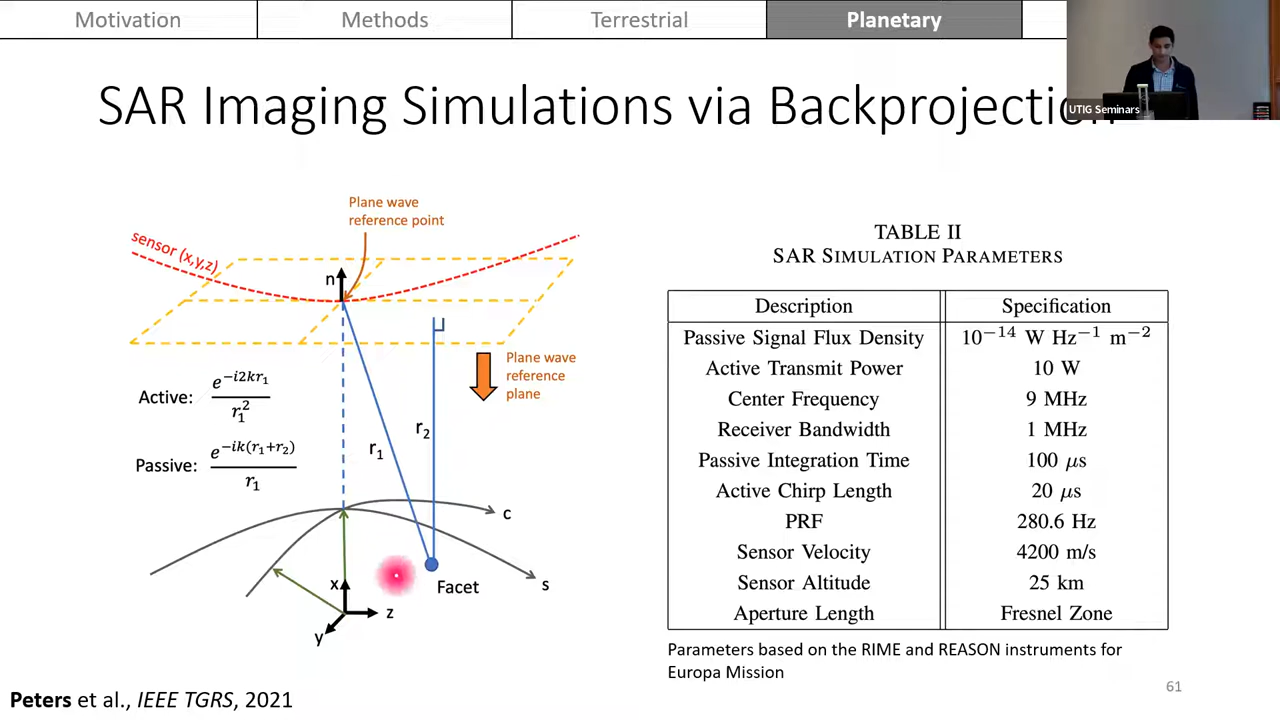 Motivation
Methods
Terrestrial
Planetary
UTIG Seminars
SAR Imaging Simulations via Backprojection
Plane wave
reference point
sensor (x,y,z)
n
Plane wave
reference
plane
Active: e^{-i2kr_1} / r_1^2
Passive: e^{-ik(r_1+r_2)} / r_1
r_1
r_2
c
s
x
z
y
Facet
TABLE II
SAR SIMULATION PARAMETERS
Description Specification
Passive Signal Flux Density 10^{-14} W Hz^{-1} m^{-2}
Active Transmit Power 10 W
Center Frequency 9 MHz
Receiver Bandwidth 1 MHz
Passive Integration Time 100 μs
Active Chirp Length 20 μs
PRF 280.6 Hz
Sensor Velocity 4200 m/s
Sensor Altitude 25 km
Aperture Length Fresnel Zone
Parameters based on the RIME and REASON instruments for
Europa Mission
61
Peters et al., IEEE TGRS, 2021